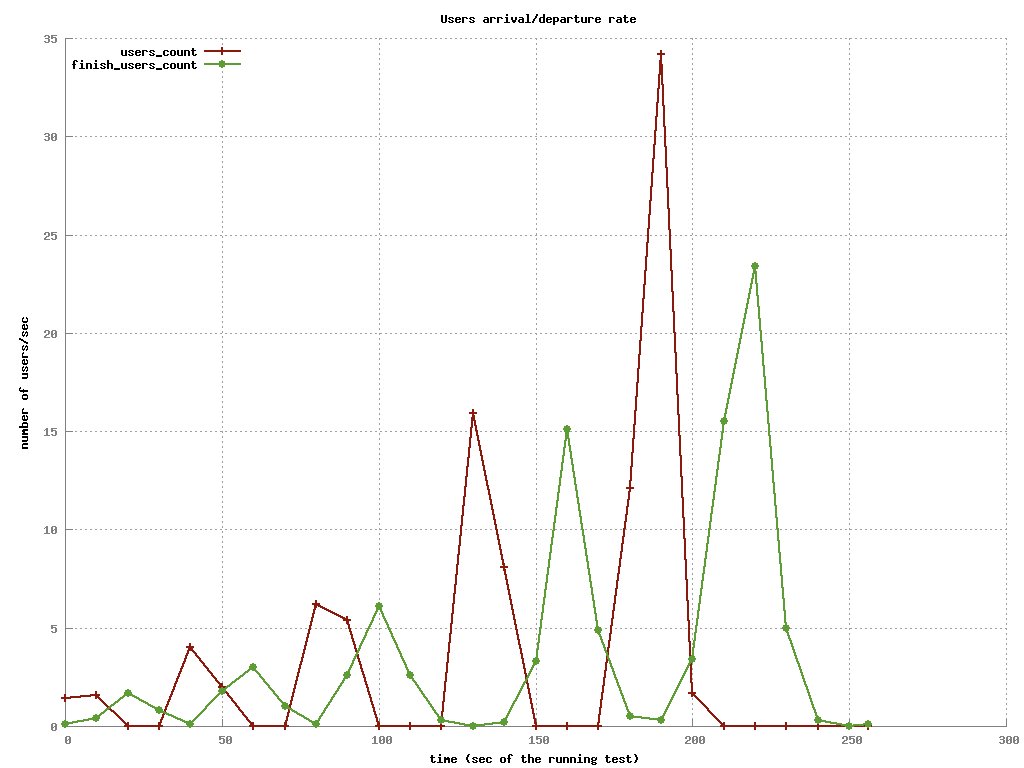 Users arrival/departure rate
35
users_count
finish_users_count
30
25
20
number of users/sec
15
10
5
0
0 50 100 150 200 250 300
time (sec of the running test)